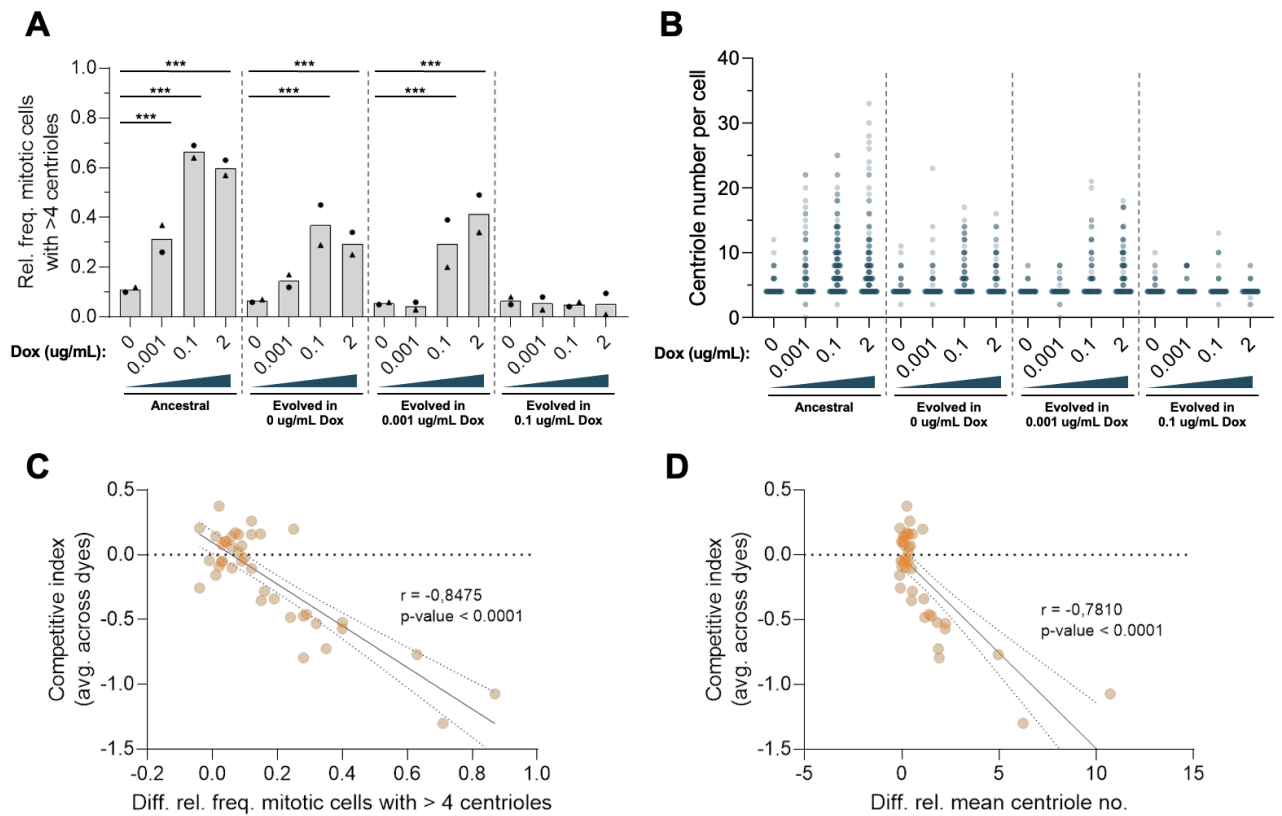 A
B
1.0
0.8
0.6
0.4
0.2
0.0
Rel. freq. mitotic cells
with >4 centrioles
***
***
***
***
***
***
***
Dox (ug/mL):
0
0.001
0.1
2
0
0.001
0.1
2
0
0.001
0.1
2
0
0.001
0.1
2
Ancestral
Evolved in
0 ug/mL Dox
Evolved in
0.001 ug/mL Dox
Evolved in
0.1 ug/mL Dox
40
30
20
10
0
Centriole number per cell
Dox (ug/mL):
0
0.001
0.1
2
0
0.001
0.1
2
0
0.001
0.1
2
0
0.001
0.1
2
Ancestral
Evolved in
0 ug/mL Dox
Evolved in
0.001 ug/mL Dox
Evolved in
0.1 ug/mL Dox
C
D
0.5
0.0
-0.5
-1.0
-1.5
Competitive index
(avg. across dyes)
r = -0,8475
p-value < 0.0001
-0.2
0.0
0.2
0.4
0.6
0.8
1.0
Diff. rel. freq. mitotic cells with > 4 centrioles
0.5
0.0
-0.5
-1.0
-1.5
Competitive index
(avg. across dyes)
r = -0,7810
p-value < 0.0001
-5
0
5
10
15
Diff. rel. mean centriole no.